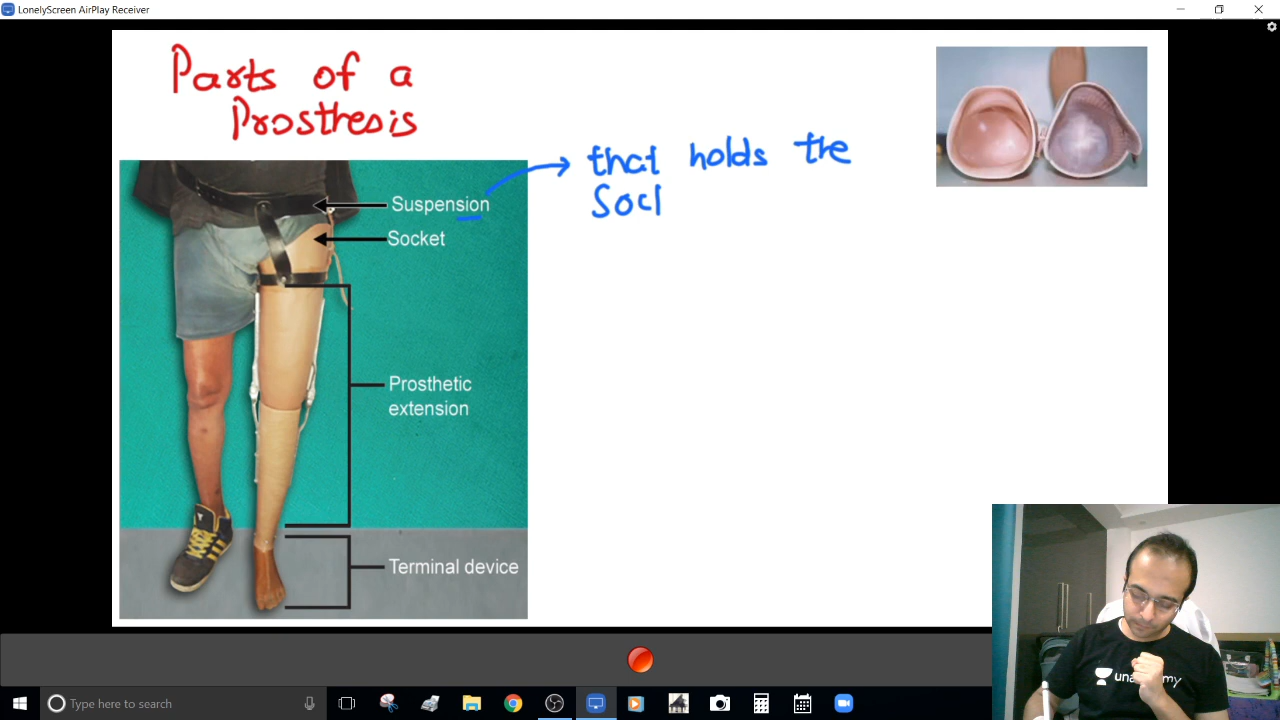 LonelyScreen AirPlay Receiver
Parts of a
Prosthesis
that holds the
Socl
Suspension
Socket
Prosthetic
extension
Terminal device
unacademy
Type here to search